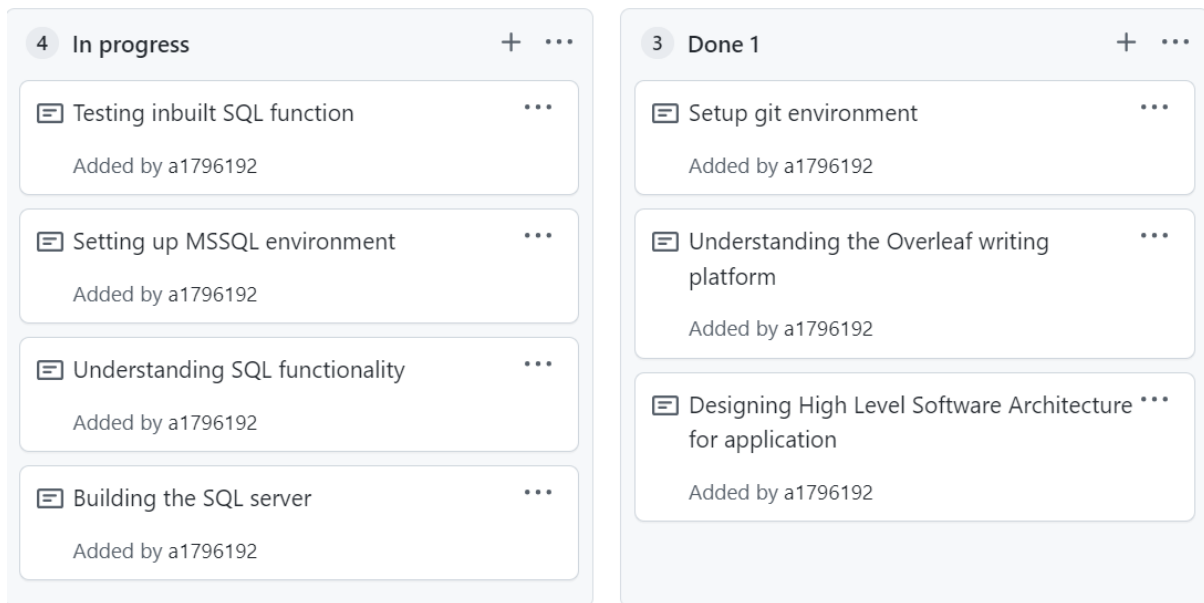 4 In progress
Testing inbuilt SQL function
Added by a1796192
Setting up MSSQL environment
Added by a1796192
Understanding SQL functionality
Added by a1796192
Building the SQL server
Added by a1796192
3 Done 1
Setup git environment
Added by a1796192
Understanding the Overleaf writing
platform
Added by a1796192
Designing High Level Software Architecture
for application
Added by a1796192